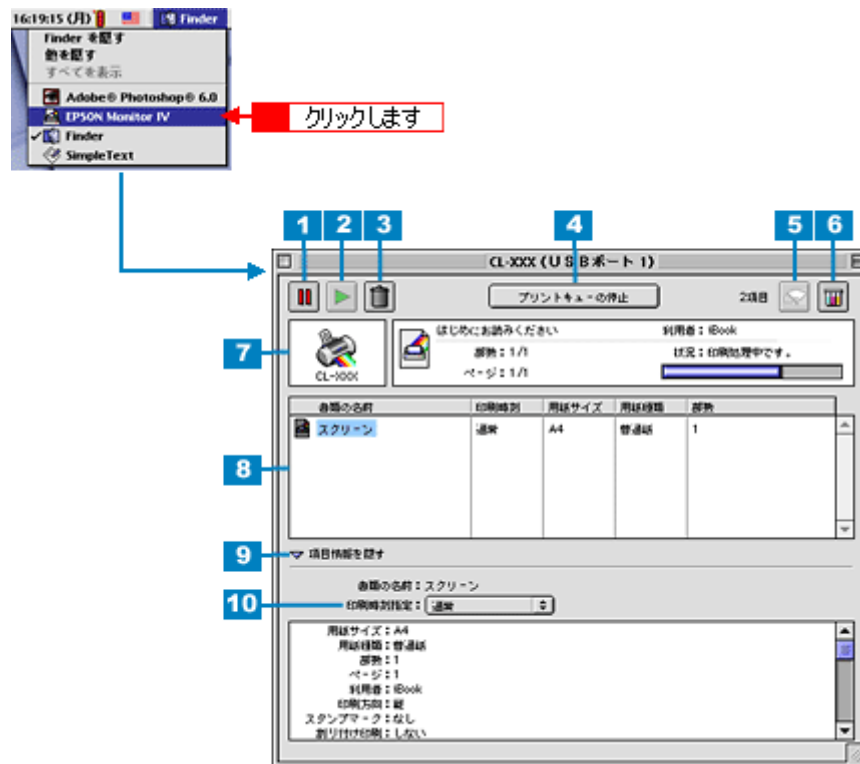 16:19:15 (月) Finder
Finder を隠す
他を隠す
すべてを表示
Adobe® Photoshop® 6.0
EPSON Monitor IV
Finder
SimpleText
クリックします
1 2 3 4 5 6
CL-XXX (USBポート 1)
プリントキューの停止 2項目
7
CL-XXX
はじめにお読みください 利用者：iBook
部数：1/1 状況：印刷処理中です。
ページ：1/1
書類の名前 印刷時刻 用紙サイズ 用紙種類 部数
スクリーン 通常 A4 普通紙 1
8
9 項目情報を隠す
書類の名前：スクリーン
10 印刷時刻指定：通常
用紙サイズ：A4
用紙種類：普通紙
部数：1
ページ：1
利用者：iBook
印刷方向：縦
スタンプマーク：なし
割り付け印刷：しない